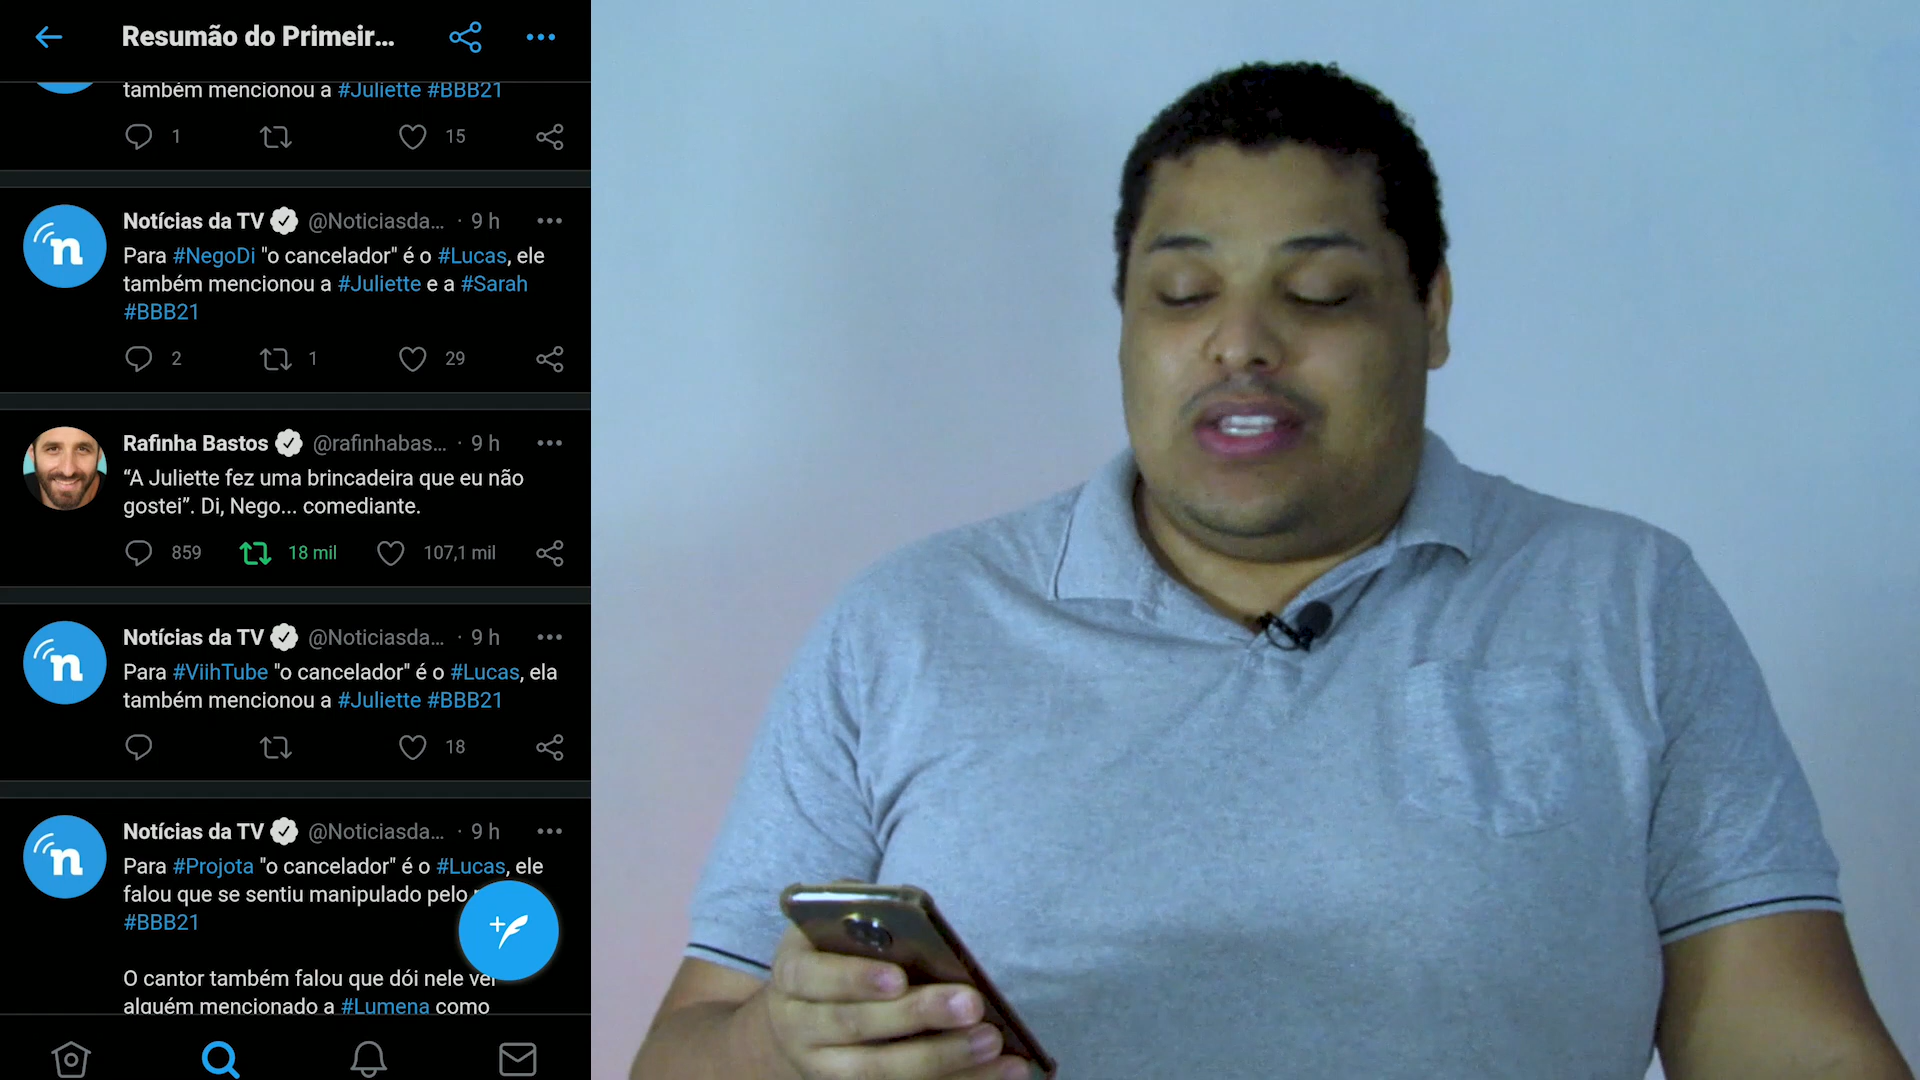 Resumão do Primeir...
também mencionou a #Juliette #BBB21
1 15
Notícias da TV @Noticiasda... · 9 h
Para #NegoDi "o cancelador" é o #Lucas, ele
também mencionou a #Juliette e a #Sarah
#BBB21
2 1 29
Rafinha Bastos @rafinhabas... · 9 h
“A Juliette fez uma brincadeira que eu não
gostei”. Di, Nego... comediante.
859 18 mil 107,1 mil
Notícias da TV @Noticiasda... · 9 h
Para #ViihTube "o cancelador" é o #Lucas, ela
também mencionou a #Juliette #BBB21
18
Notícias da TV @Noticiasda... · 9 h
Para #Projota "o cancelador" é o #Lucas, ele
falou que se sentiu manipulado pelo
#BBB21
O cantor também falou que dói nele ver
alguém mencionado a #Lumena como